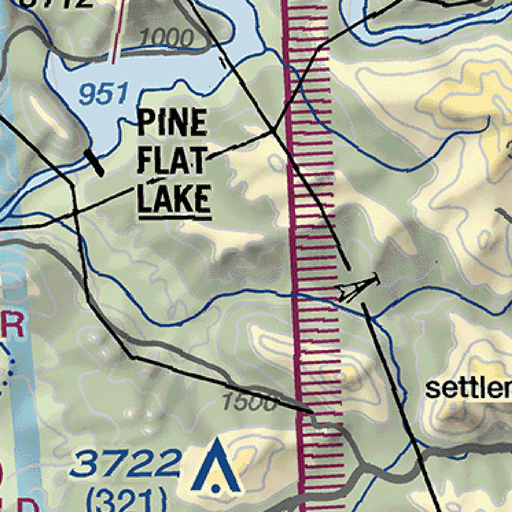 1000
951
PINE
FLAT
LAKE
R
settler
1500
3722
(321)
D